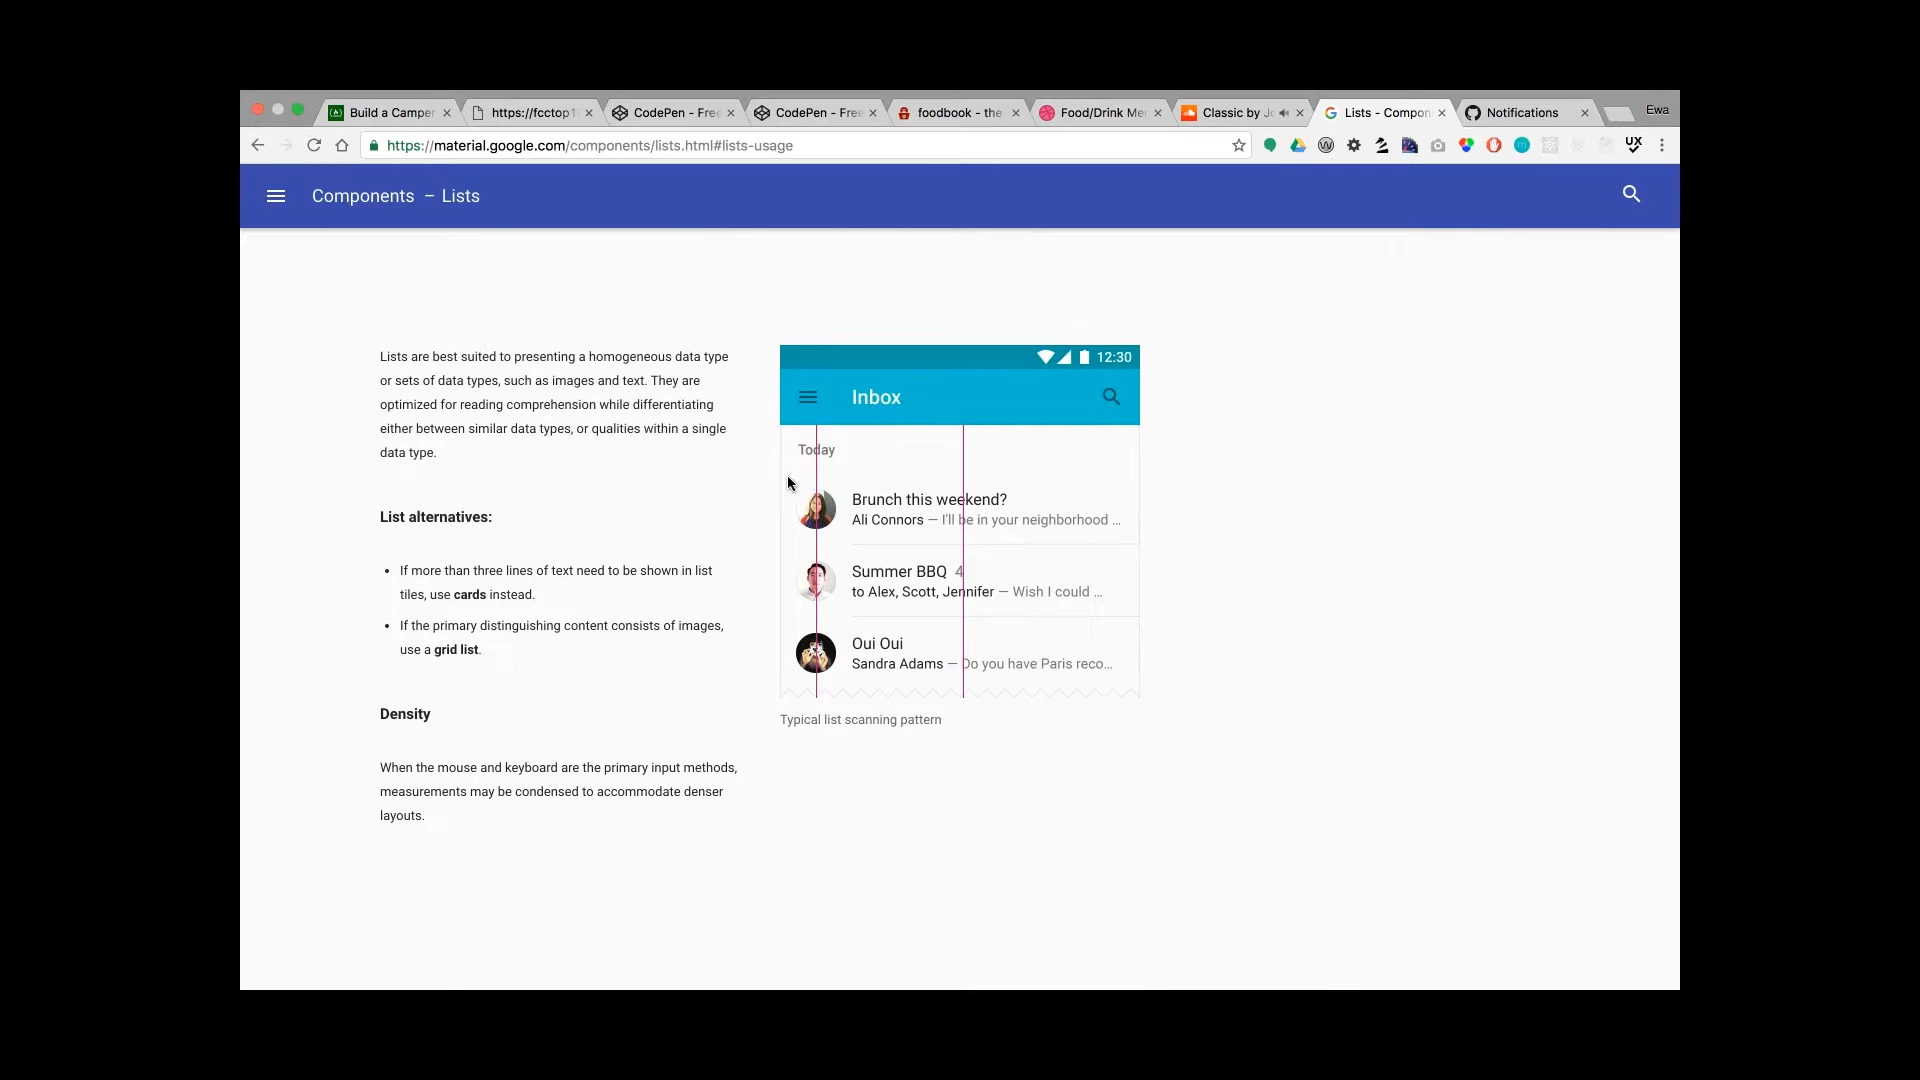 Build a Camper
https://fcctop1
CodePen - Free
CodePen - Free
foodbook - the
Food/Drink Me
Classic by Jo
Lists - Compon
Notifications
Ewa
https://material.google.com/components/lists.html#lists-usage
UX
Components – Lists
Lists are best suited to presenting a homogeneous data type
or sets of data types, such as images and text. They are
optimized for reading comprehension while differentiating
either between similar data types, or qualities within a single
data type.
List alternatives:
• If more than three lines of text need to be shown in list
tiles, use cards instead.
• If the primary distinguishing content consists of images,
use a grid list.
Density
When the mouse and keyboard are the primary input methods,
measurements may be condensed to accommodate denser
layouts.
12:30
Inbox
Today
Brunch this weekend?
Ali Connors — I'll be in your neighborhood ...
Summer BBQ 4
to Alex, Scott, Jennifer — Wish I could ...
Oui Oui
Sandra Adams — Do you have Paris reco...
Typical list scanning pattern